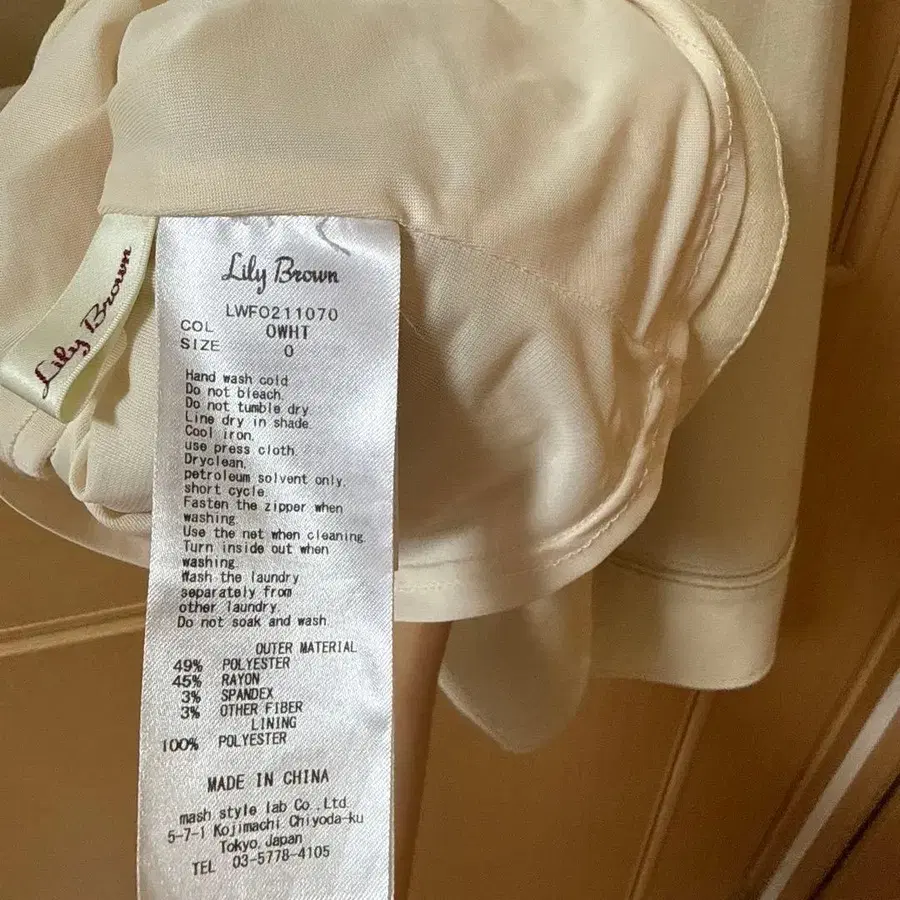 Lily Brown
Lily Brown
LWFO211070
COL OWHT
SIZE 0
Hand wash cold
Do not bleach.
Do not tumble dry.
Line dry in shade.
Cool iron.
use press cloth.
Dryclean,
petroleum solvent only,
short cycle.
Fasten the zipper when
washing.
Use the net when cleaning.
Turn inside out when
washing.
Wash the laundry
separately from
other laundry.
Do not soak and wash.
OUTER MATERIAL
49% POLYESTER
45% RAYON
3% SPANDEX
3% OTHER FIBER
LINING
100% POLYESTER
MADE IN CHINA
mash style lab Co.,Ltd.
5-7-1 Kojimachi Chiyoda-ku
Tokyo,Japan
TEL 03-5778-4105